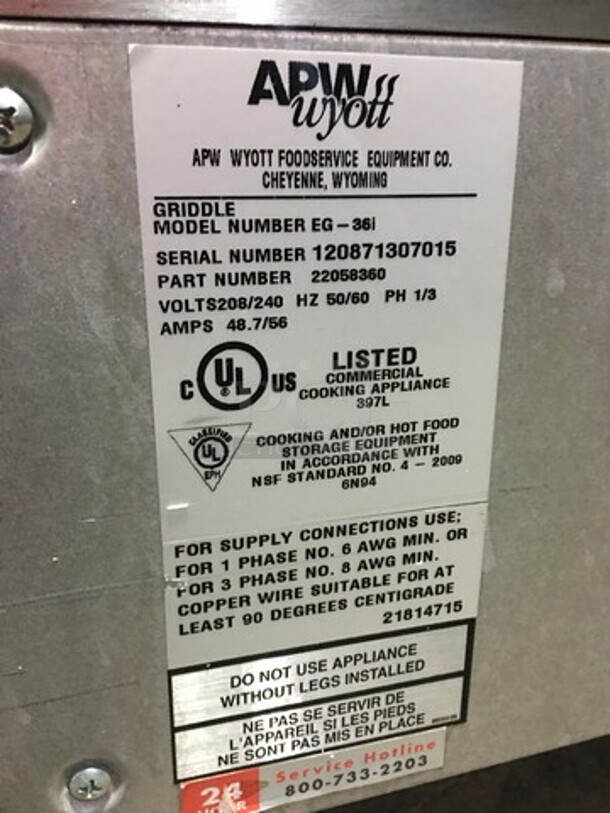 APW
wyott
APW WYOTT FOODSERVICE EQUIPMENT CO.
CHEYENNE, WYOMING
GRIDDLE
MODEL NUMBER EG-36i
SERIAL NUMBER 120871307015
PART NUMBER 22058360
VOLTS208/240 HZ 50/60 PH 1/3
AMPS 48.7/56
C UL ® US
LISTED
COMMERCIAL
COOKING APPLIANCE
397L
CLASSIFIED
UL
EPH
COOKING AND/OR HOT FOOD
STORAGE EQUIPMENT
IN ACCORDANCE WITH
NSF STANDARD NO. 4 - 2009
6N94
FOR SUPPLY CONNECTIONS USE;
FOR 1 PHASE NO. 6 AWG MIN. OR
FOR 3 PHASE NO. 8 AWG MIN.
COPPER WIRE SUITABLE FOR AT
LEAST 90 DEGREES CENTIGRADE
21814715
DO NOT USE APPLIANCE
WITHOUT LEGS INSTALLED
NE PAS SE SERVIR DE
L'APPAREIL SI LES PIEDS
NE SONT PAS MIS EN PLACE
24 HOUR
Service Hotline
800-733-2203